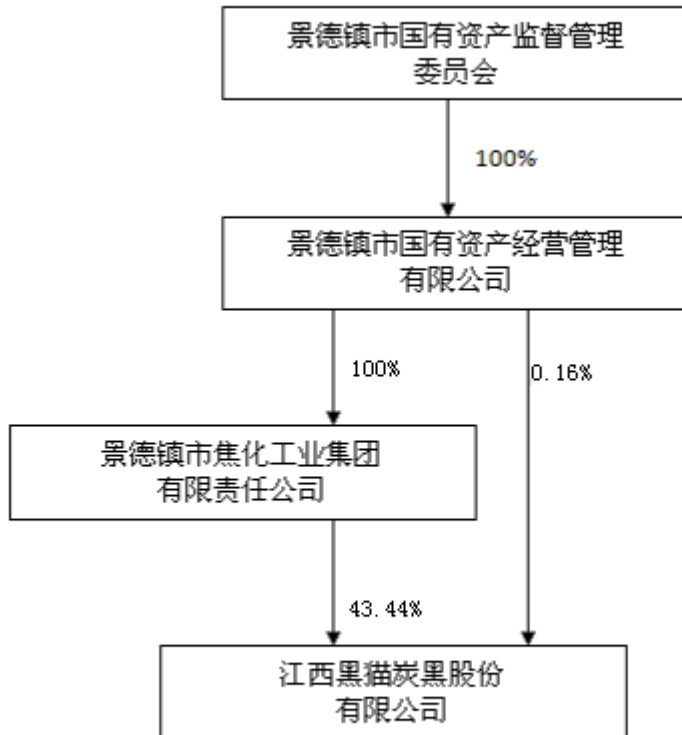 景德镇市国有资产监督管理
委员会
100%
景德镇市国有资产经营管理
有限公司
100%
0.16%
景德镇市焦化工业集团
有限责任公司
43.44%
江西黑猫炭黑股份
有限公司